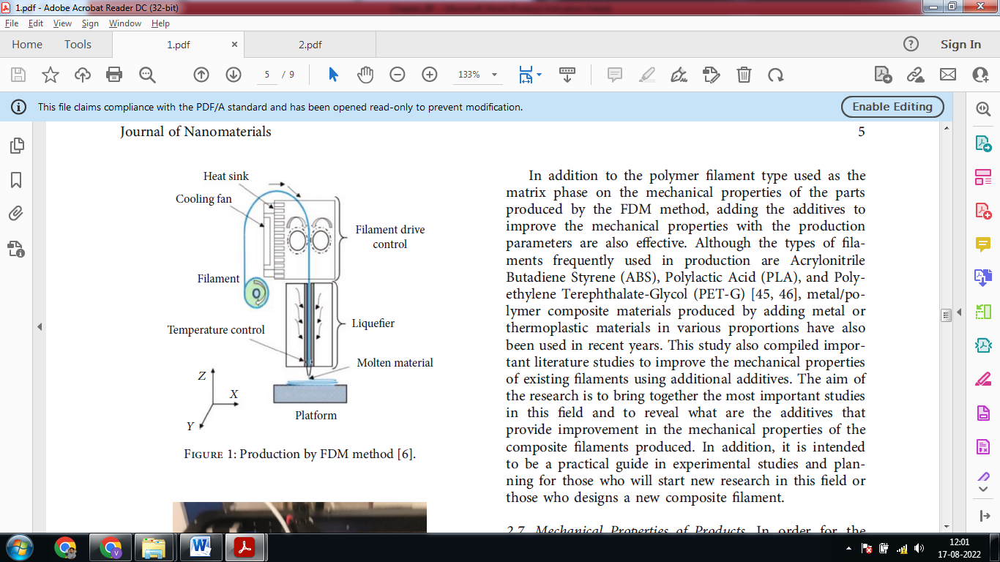 1.pdf - Adobe Acrobat Reader DC (32-bit)
File Edit View Sign Window Help
Home Tools 1.pdf × 2.pdf ? Sign In
5 / 9 133%
This file claims compliance with the PDF/A standard and has been opened read-only to prevent modification. Enable Editing
Journal of Nanomaterials 5
Heat sink
Cooling fan
Filament drive
control
Filament
Temperature control
Liquefier
Molten material
Z
X
Y
Platform
FIGURE 1: Production by FDM method [6].
In addition to the polymer filament type used as the
matrix phase on the mechanical properties of the parts
produced by the FDM method, adding the additives to
improve the mechanical properties with the production
parameters are also effective. Although the types of fila-
ments frequently used in production are Acrylonitrile
Butadiene Styrene (ABS), Polylactic Acid (PLA), and Poly-
ethylene Terephthalate-Glycol (PET-G) [45, 46], metal/po-
lymer composite materials produced by adding metal or
thermoplastic materials in various proportions have also
been used in recent years. This study also compiled impor-
tant literature studies to improve the mechanical properties
of existing filaments using additional additives. The aim of
the research is to bring together the most important studies
in this field and to reveal what are the additives that
provide improvement in the mechanical properties of the
composite filaments produced. In addition, it is intended
to be a practical guide in experimental studies and plan-
ning for those who will start new research in this field or
those who designs a new composite filament.
2.7. Mechanical Properties of Products. In order for the
12:01
17-08-2022